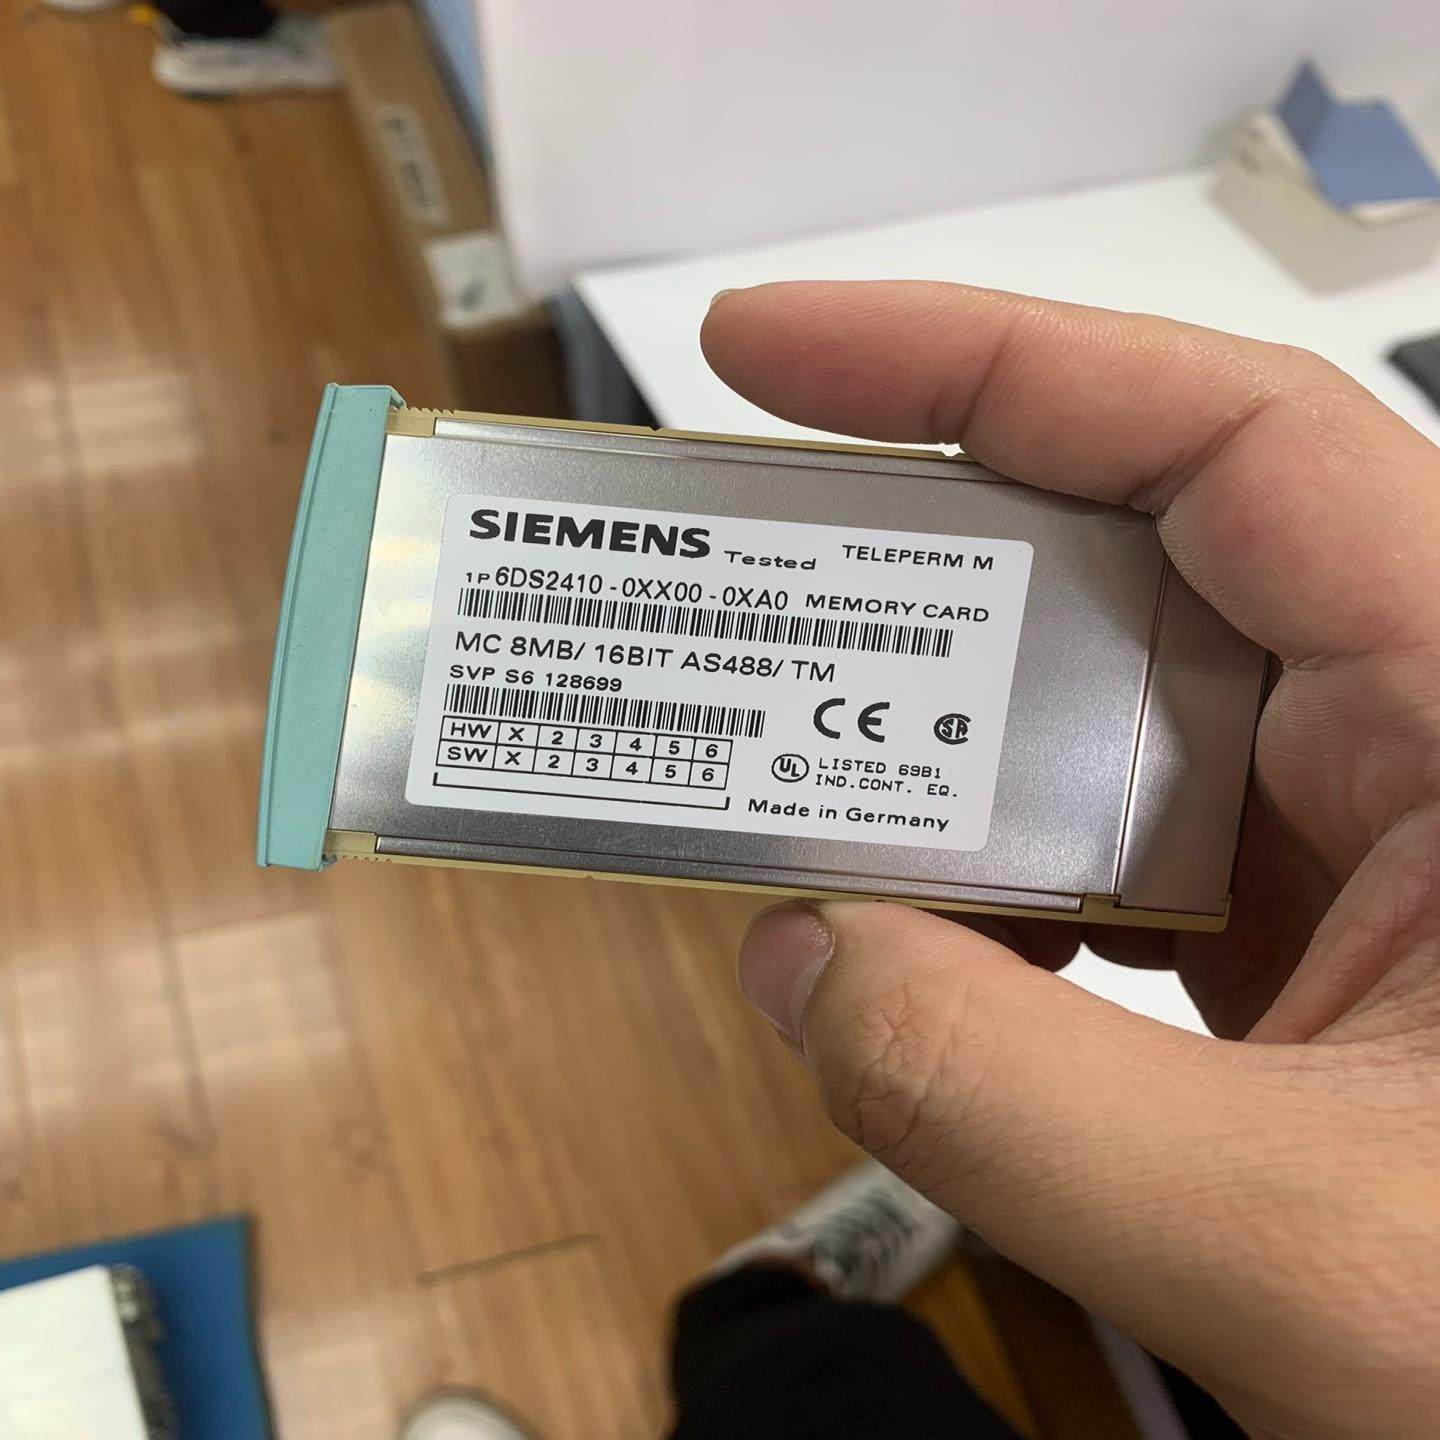 SIEMENS Tested TELEPERM M
1P 6DS2410-0XX00-0XA0 MEMORY CARD
MC 8MB/ 16BIT AS488/ TM
SVP S6 128699
HW X 2 3 4 5 6
SW X 2 3 4 5 6
CE SA
UL LISTED 69B1
IND.CONT. EQ.
Made in Germany